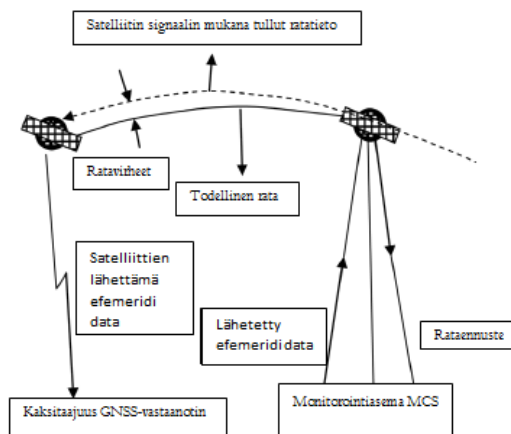 Satelliitin signaalin mukana tullut ratatieto
Ratavirheet
Todellinen rata
Satelliittien
lähettämä
efemeridi
data
Lähetetty
efemeridi data
Rataennuste
Kaksitaajuus GNSS-vastaanotin
Monitorointiasema MCS